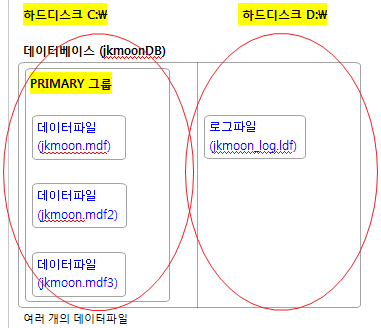 하드디스크 C:₩
하드디스크 D:₩
데이터베이스 (jkmoonDB)
PRIMARY 그룹
데이터파일
(jkmoon.mdf)
로그파일
(jkmoon_log.ldf)
데이터파일
(jkmoon.mdf2)
데이터파일
(jkmoon.mdf3)
여러 개의 데이터파일